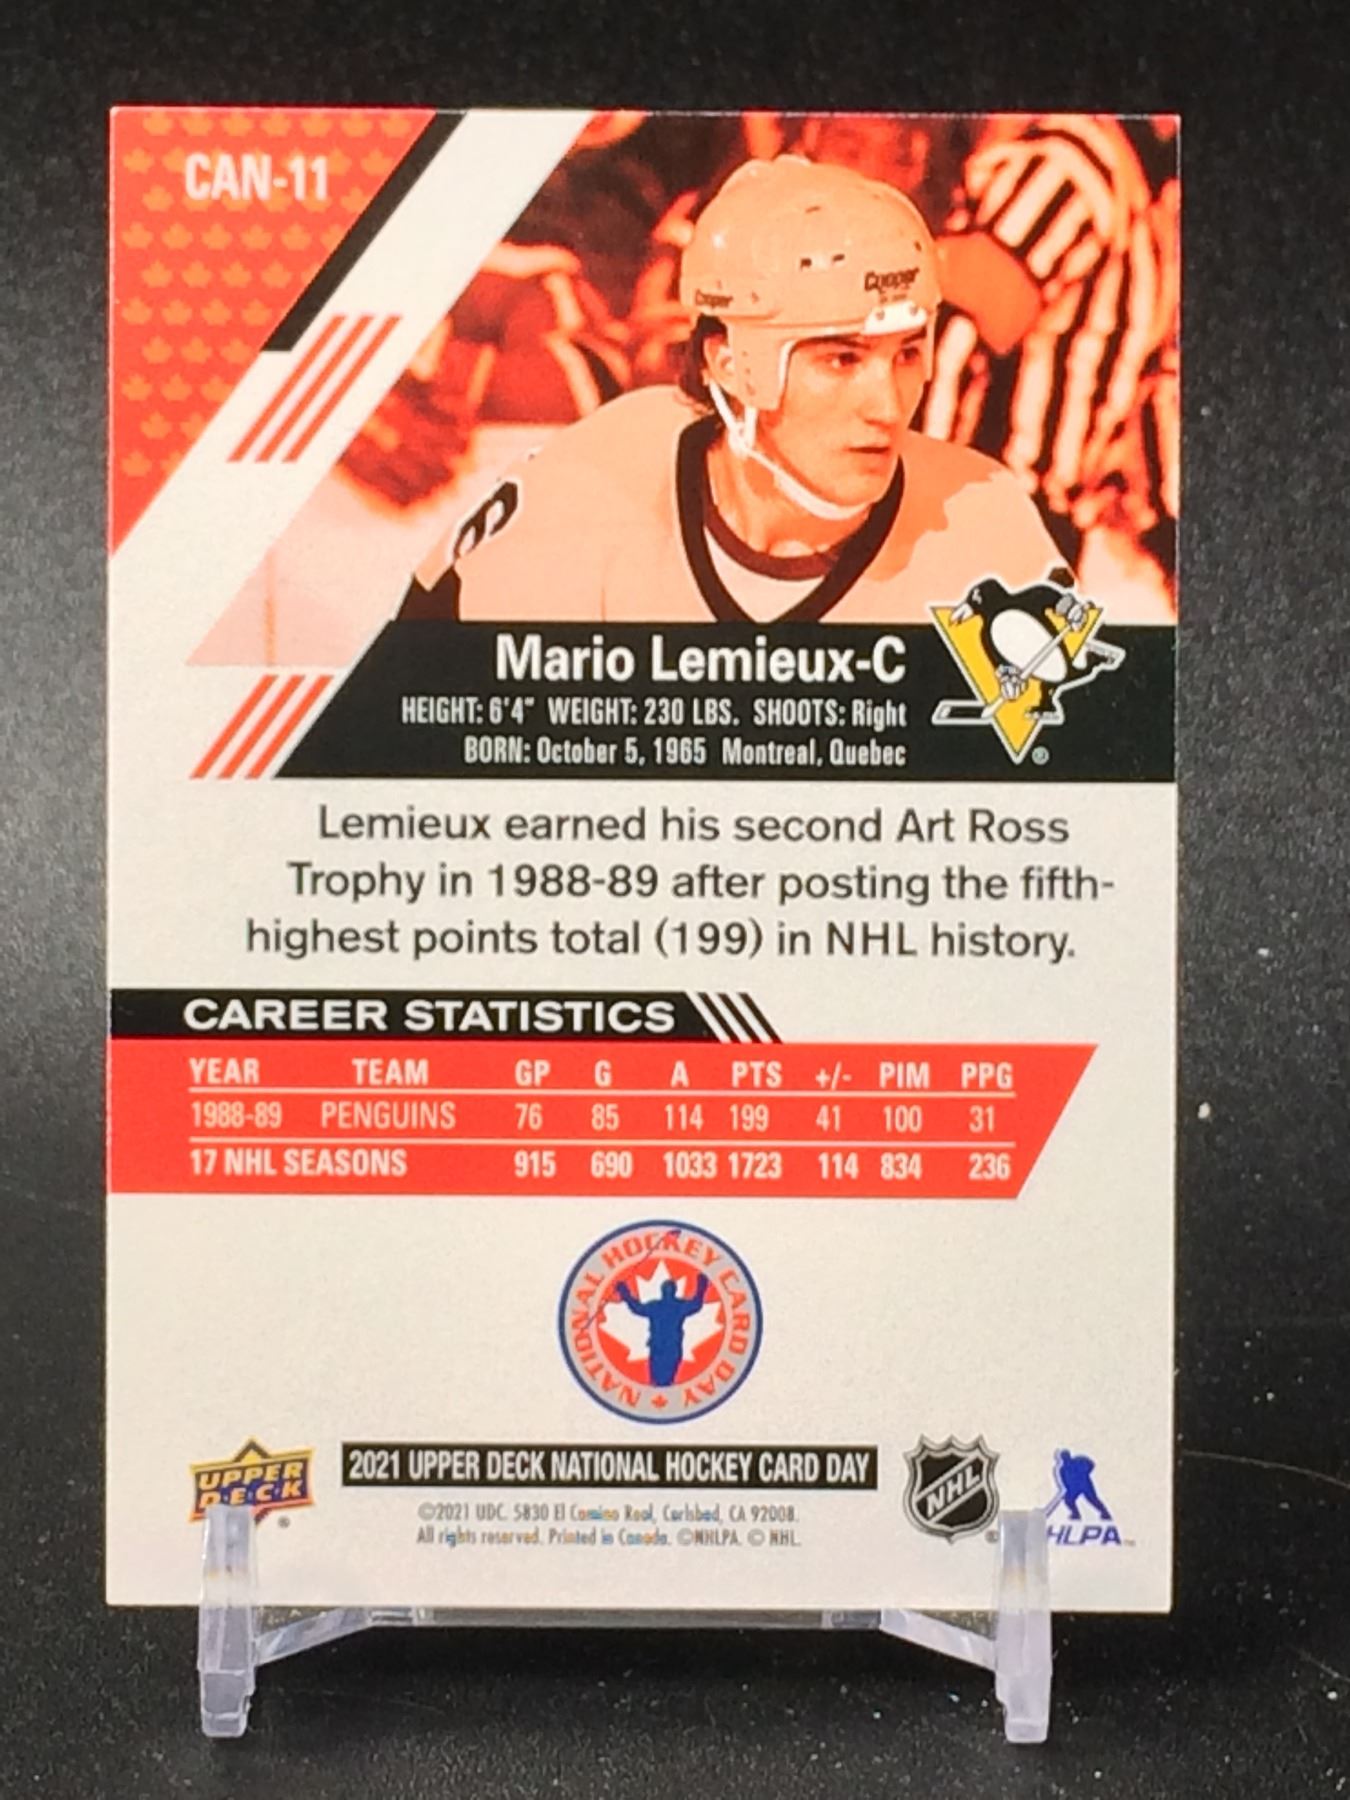 CAN-11
Cooper
Cooper
Mario Lemieux-C
HEIGHT: 6'4" WEIGHT: 230 LBS. SHOOTS: Right
BORN: October 5, 1965 Montreal, Quebec
Lemieux earned his second Art Ross
Trophy in 1988-89 after posting the fifth-
highest points total (199) in NHL history.
CAREER STATISTICS
YEAR TEAM GP G A PTS +/- PIM PPG
1988-89 PENGUINS 76 85 114 199 41 100 31
17 NHL SEASONS 915 690 1033 1723 114 834 236
NATIONAL HOCKEY CARD DAY
UPPER DECK
2021 UPPER DECK NATIONAL HOCKEY CARD DAY
©2021 UDC. 5830 El Camino Real, Carlsbad, CA 92008.
All rights reserved. Printed in Canada. ©NHLPA. © NHL.
NHL
HLPA